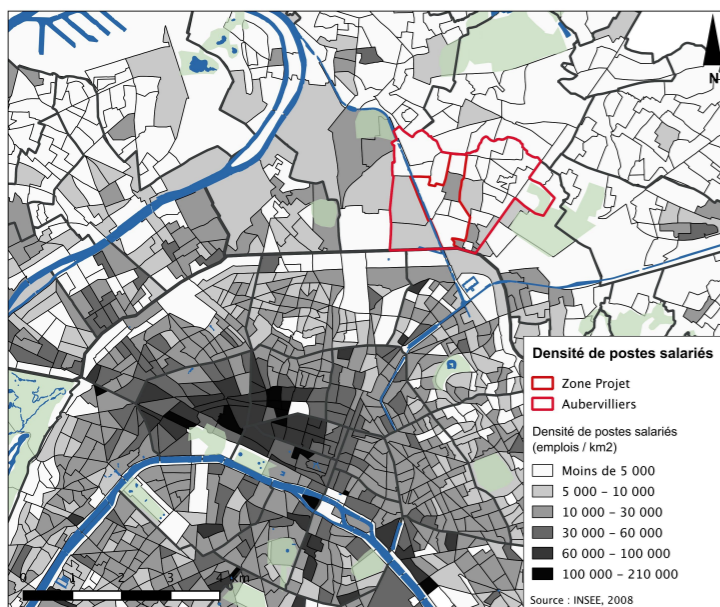 N
Densité de postes salariés
Zone Projet
Aubervilliers
Densité de postes salariés
(emplois / km2)
Moins de 5 000
5 000 – 10 000
10 000 – 30 000
30 000 – 60 000
60 000 – 100 000
100 000 – 210 000
0 1 2 3 4 Km
Source : INSEE, 2008